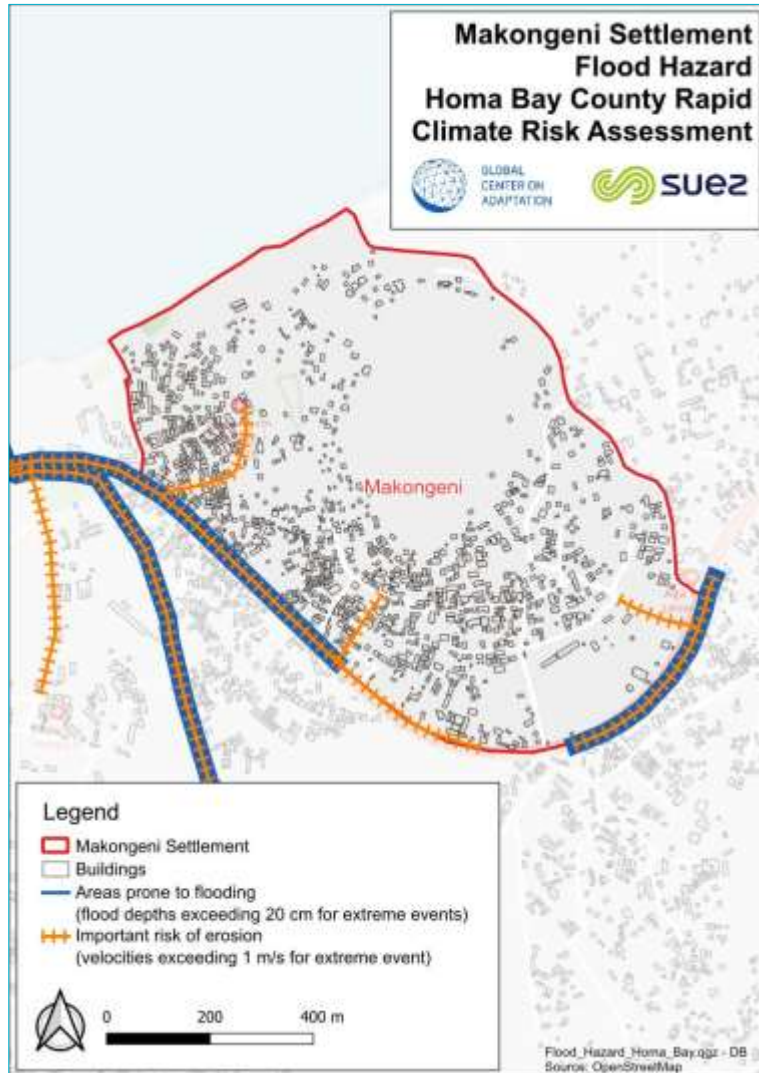 Makongeni Settlement
Flood Hazard
Homa Bay County Rapid
Climate Risk Assessment
GLOBAL
CENTER ON
ADAPTATION
suez
Makongeni
Legend
Makongeni Settlement
Buildings
Areas prone to flooding
(flood depths exceeding 20 cm for extreme events)
Important risk of erosion
(velocities exceeding 1 m/s for extreme event)
0 200 400 m
Flood_Hazard_Homa_Bay.qgz - DB
Source: OpenStreetMap